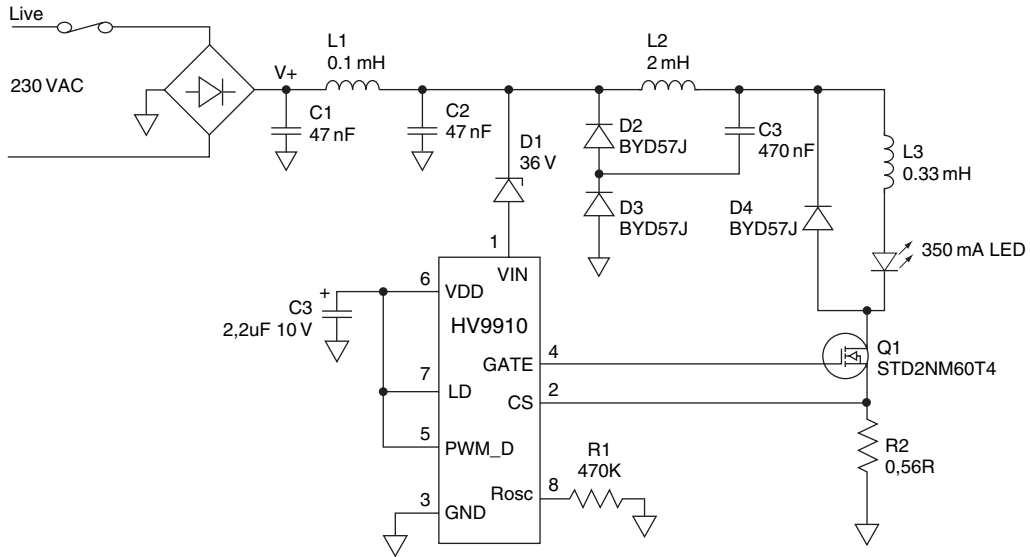 Live
230 VAC
V+
L1
0.1 mH
C1
47 nF
C2
47 nF
D1
36 V
L2
2 mH
D2
BYD57J
C3
470 nF
D3
BYD57J
D4
BYD57J
L3
0.33 mH
350 mA LED
1
VIN
6
VDD
C3
+
2,2uF 10 V
HV9910
GATE
4
Q1
STD2NM60T4
7
LD
CS
2
5
PWM_D
R1
470K
R2
0,56R
Rosc
8
3
GND